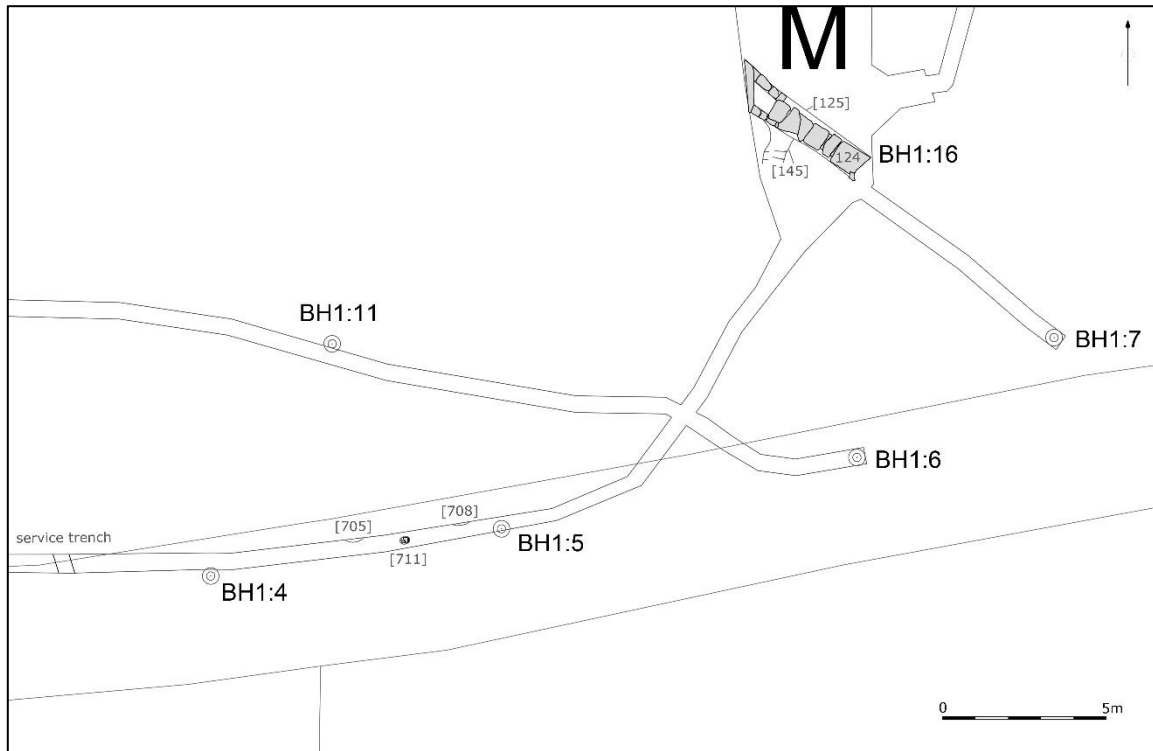 M
[125]
124
BH1:16
[145]
BH1:11
BH1:7
BH1:6
[705]
[708]
service trench
[711]
BH1:5
BH1:4
0
5m